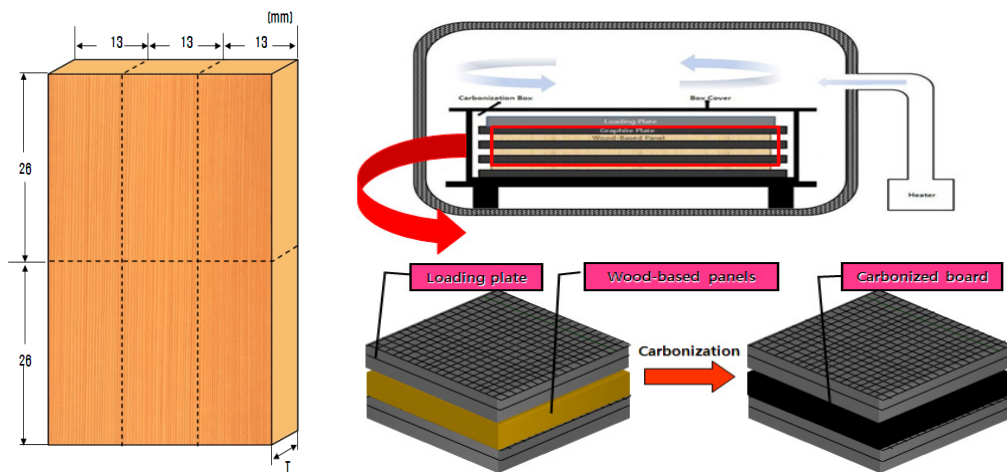 (mm)
13
13
13
26
26
T
Carbonization Box
Box Cover
Loading Plate
Graphite Plate
Wood-Based Panel
Heater
Loading plate
Wood-based panels
Carbonized board
Carbonization